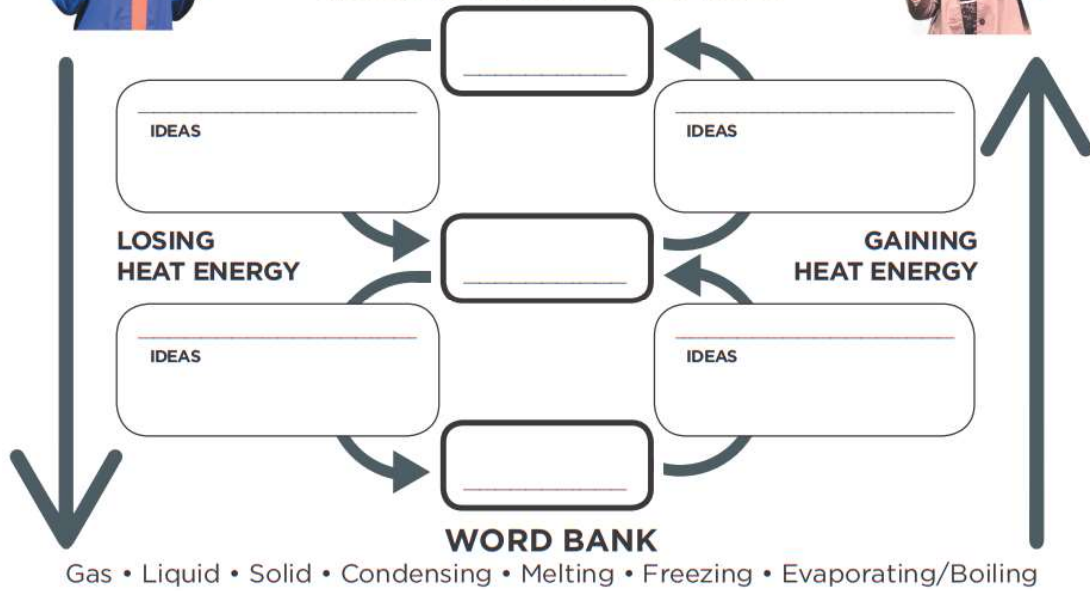 IDEAS
IDEAS
LOSING
HEAT ENERGY
GAINING
HEAT ENERGY
IDEAS
IDEAS
WORD BANK
Gas • Liquid • Solid • Condensing • Melting • Freezing • Evaporating/Boiling